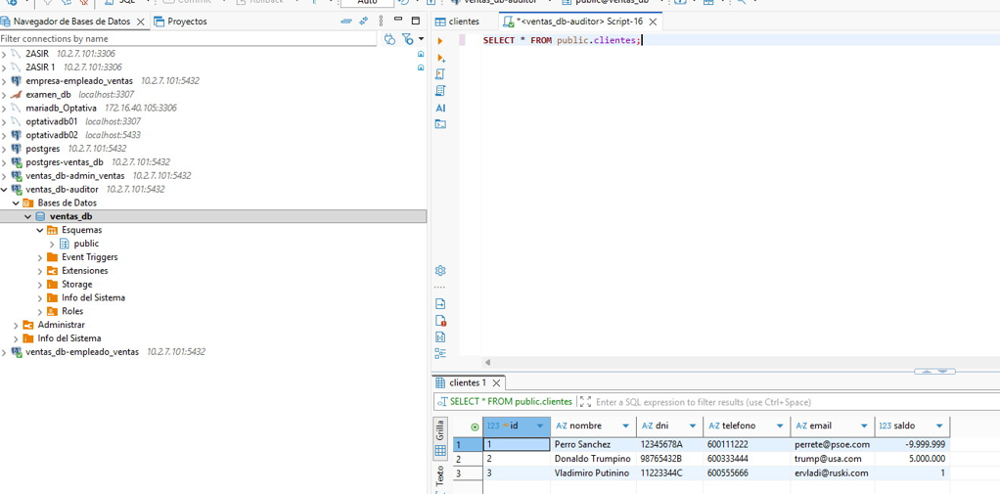 SQL Commit Rollback Auto ventas_db-auditor public@ventas_db
Navegador de Bases de Datos Proyectos
Filter connections by name
2ASIR 10.2.7.101:3306
2ASIR 1 10.2.7.101:3306
empresa-empleado_ventas 10.2.7.101:5432
examen_db localhost:3307
mariadb_Optativa 172.16.40.105:3306
optativadb01 localhost:3307
optativadb02 localhost:5433
postgres 10.2.7.101:5432
postgres-ventas_db 10.2.7.101:5432
ventas_db-admin_ventas 10.2.7.101:5432
ventas_db-auditor 10.2.7.101:5432
Bases de Datos
ventas_db
Esquemas
public
Event Triggers
Extensiones
Storage
Info del Sistema
Roles
Administrar
Info del Sistema
ventas_db-empleado_ventas 10.2.7.101:5432
clientes *<ventas_db-auditor> Script-16
SELECT * FROM public.clientes;
AI
clientes 1
SELECT * FROM public.clientes Enter a SQL expression to filter results (use Ctrl+Space)
Grilla
Texto
123 id A-Z nombre A-Z dni A-Z telefono A-Z email 123 saldo
1 1 Perro Sanchez 12345678A 600111222 perrete@psoe.com -9.999.999
2 2 Donaldo Trumpino 98765432B 600333444 trump@usa.com 5.000.000
3 3 Vladimiro Putinino 11223344C 600555666 ervladi@ruski.com 1